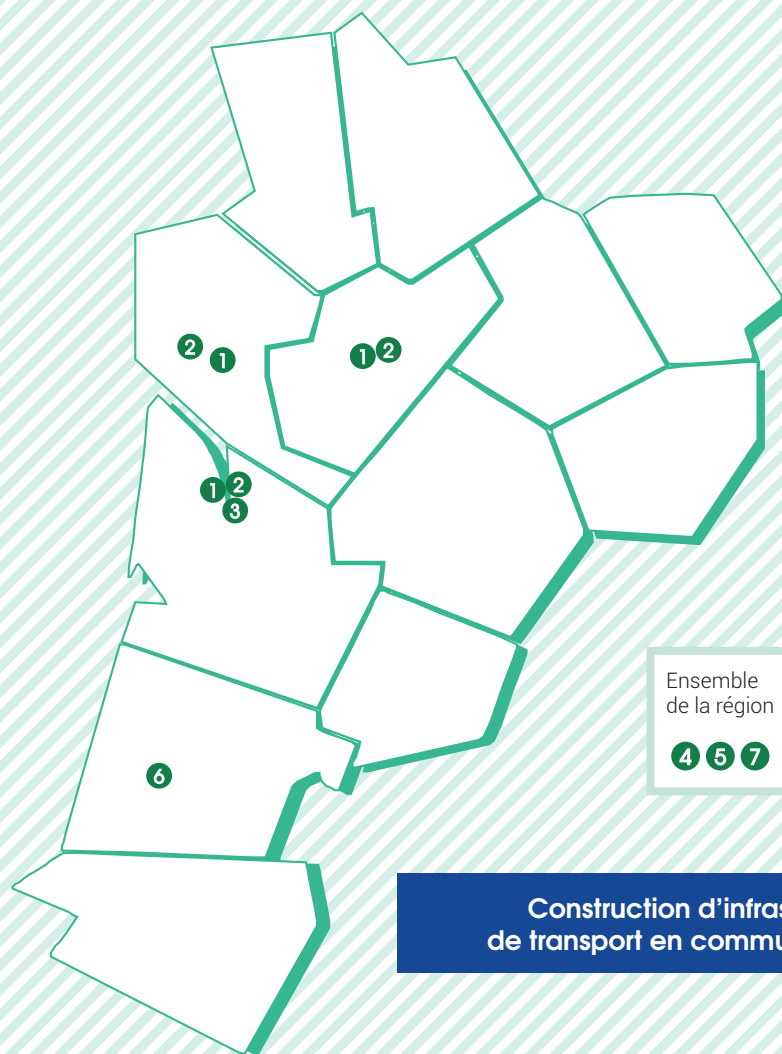 2 1
1 2
1 2
3
Ensemble
de la région
4 5 7
6
Construction d'infras
de transport en commu